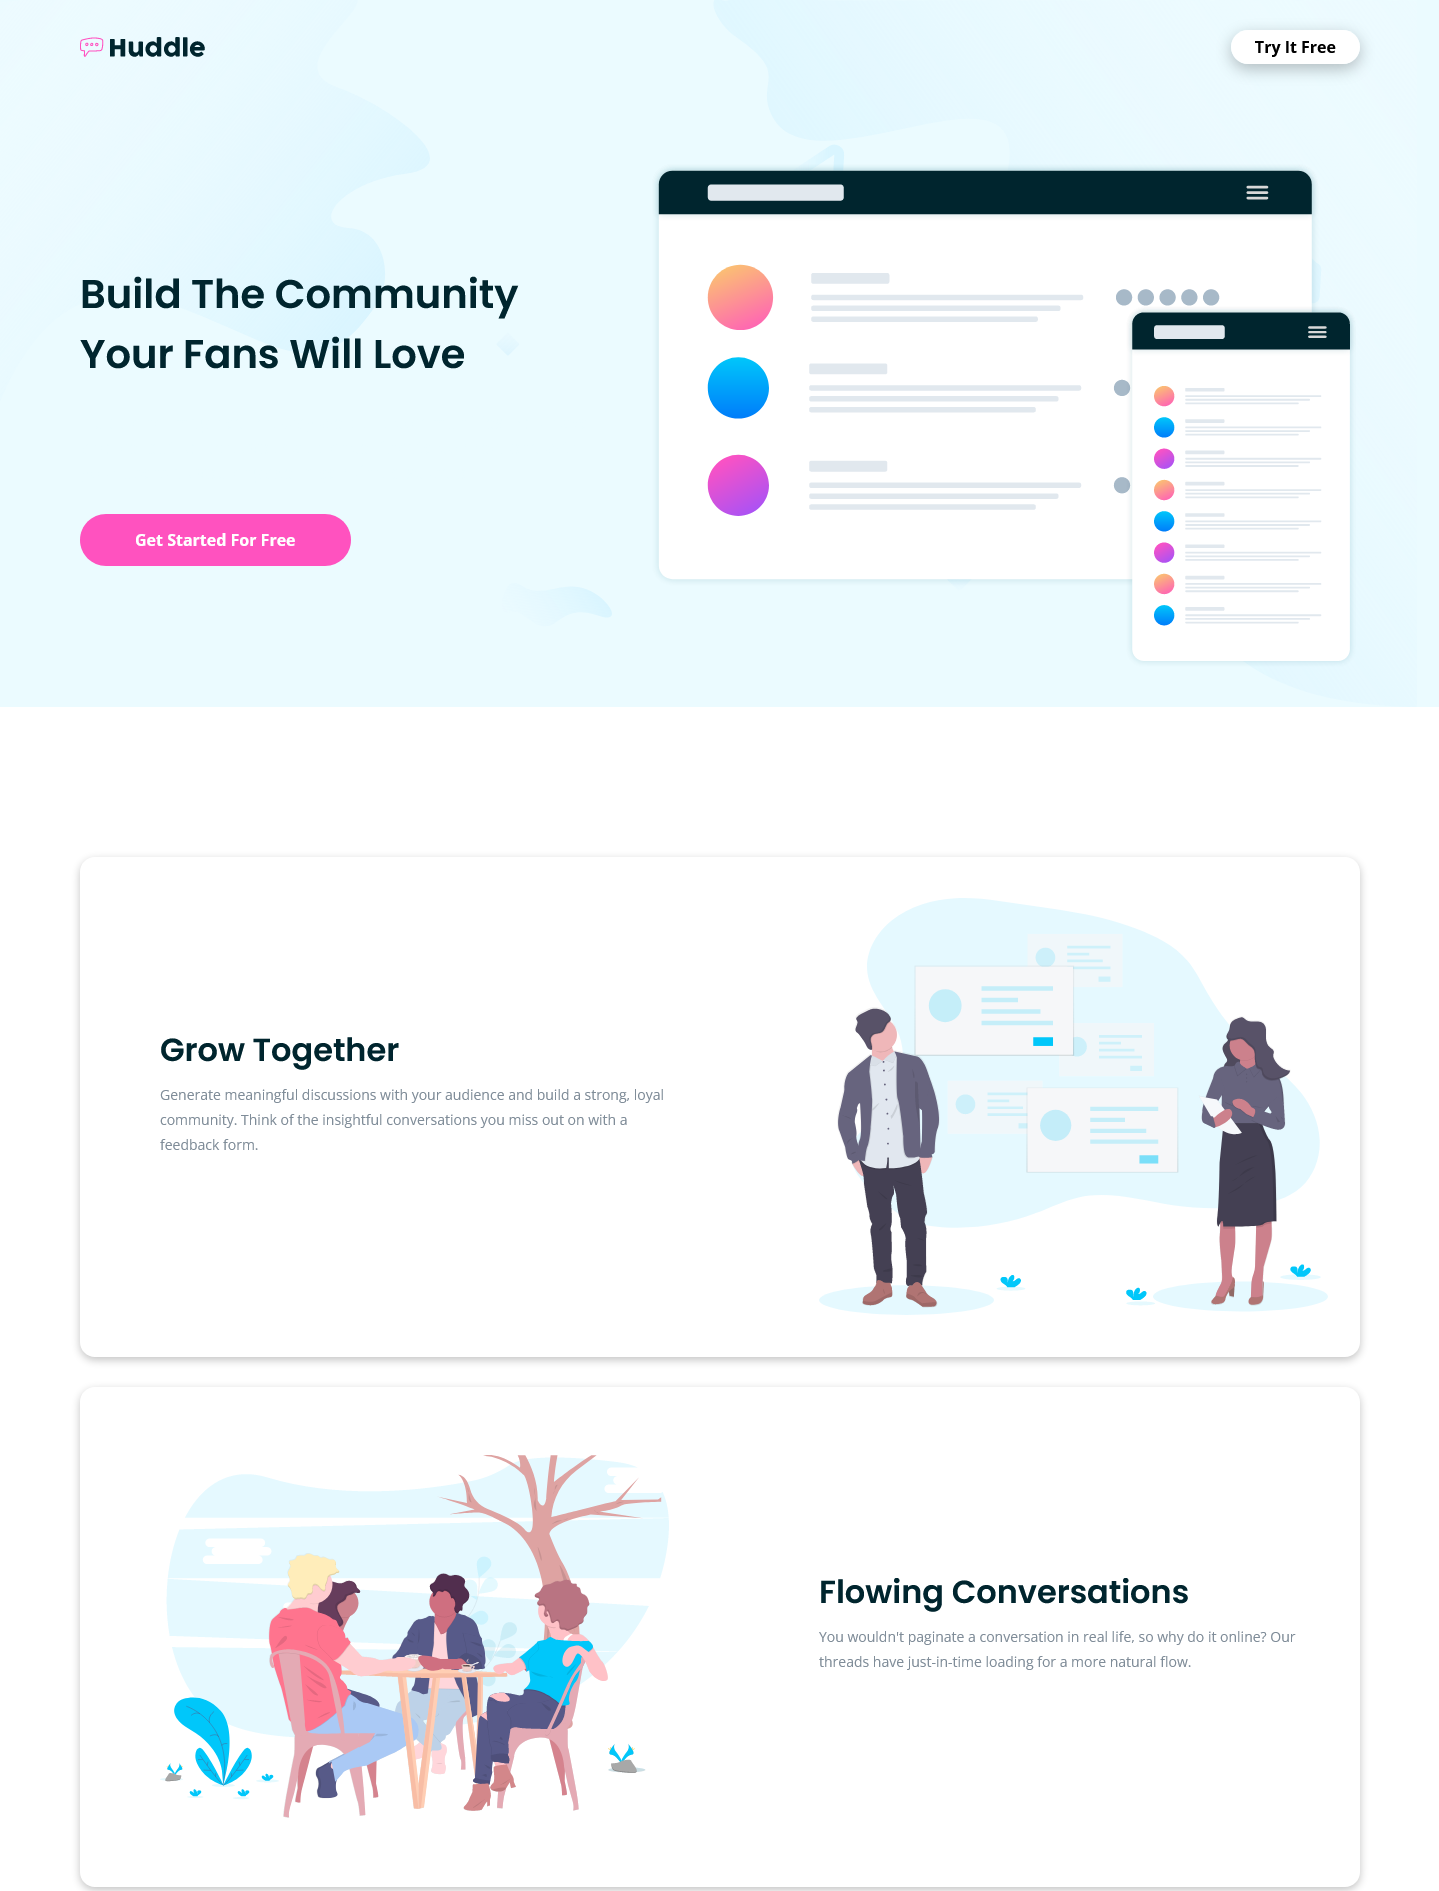 Huddle
Try It Free
Build The Community
Your Fans Will Love
Get Started For Free
Grow Together
Generate meaningful discussions with your audience and build a strong, loyal
community. Think of the insightful conversations you miss out on with a
feedback form.
Flowing Conversations
You wouldn't paginate a conversation in real life, so why do it online? Our
threads have just-in-time loading for a more natural flow.